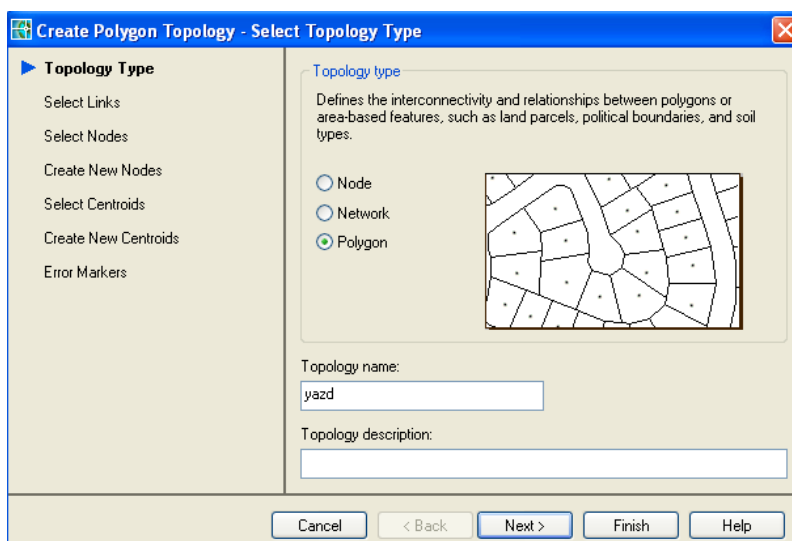 Create Polygon Topology - Select Topology Type
Topology Type
Select Links
Select Nodes
Create New Nodes
Select Centroids
Create New Centroids
Error Markers
Topology type
Defines the interconnectivity and relationships between polygons or
area-based features, such as land parcels, political boundaries, and soil
types.
Node
Network
Polygon
Topology name:
yazd
Topology description:
Cancel
< Back
Next >
Finish
Help